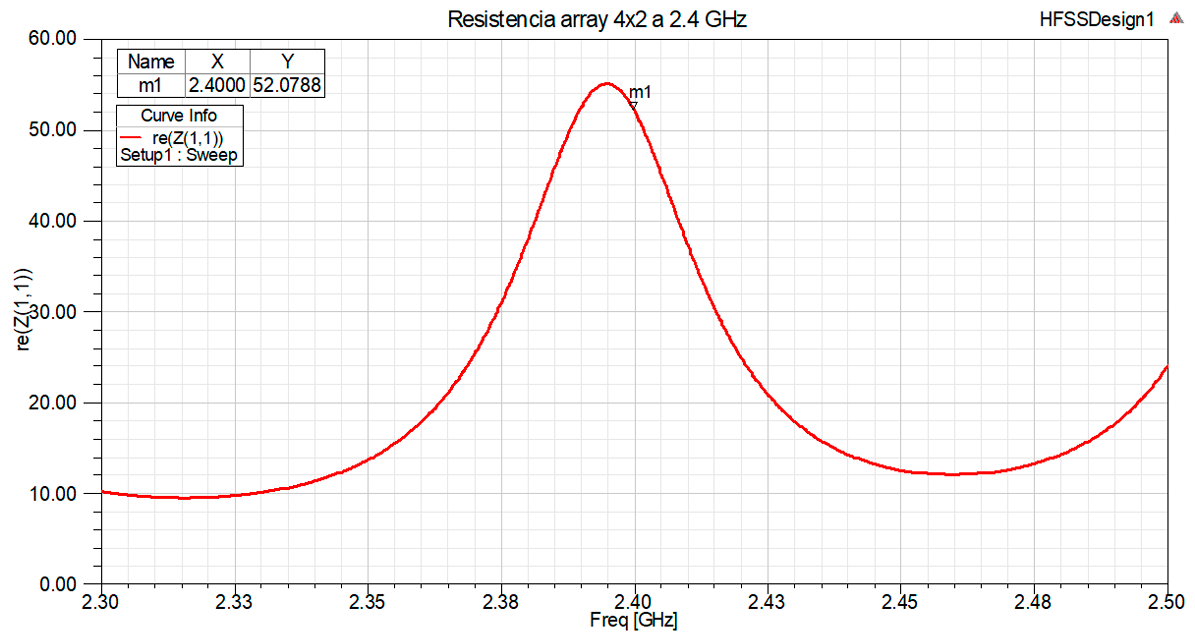 Resistencia array 4x2 a 2.4 GHz
HFSSDesign1
60.00
50.00
40.00
30.00
20.00
10.00
0.00
re(Z(1,1))
Name X Y
m1 2.4000 52.0788
Curve Info
re(Z(1,1))
Setup1 : Sweep
m1
2.30 2.33 2.35 2.38 2.40 2.43 2.45 2.48 2.50
Freq [GHz]